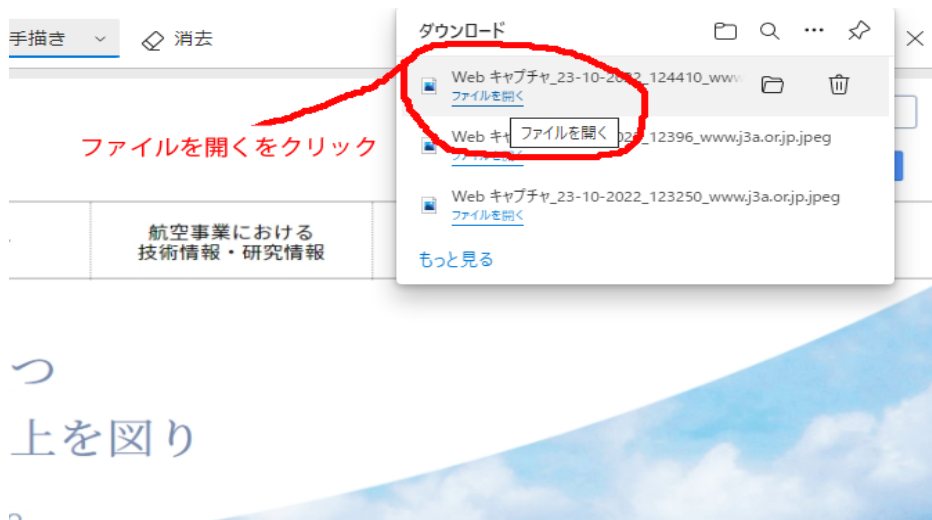 手描き
消去
ダウンロード
Web キャプチャ_23-10-2022_124410_www
ファイルを開く
ファイルを開く
ファイルを開くをクリック
Web キ
12396_www.j3a.or.jp.jpeg
Web キャプチャ_23-10-2022_123250_www.j3a.or.jp.jpeg
ファイルを開く
もっと見る
航空事業における
技術情報・研究情報
つ
上を図り